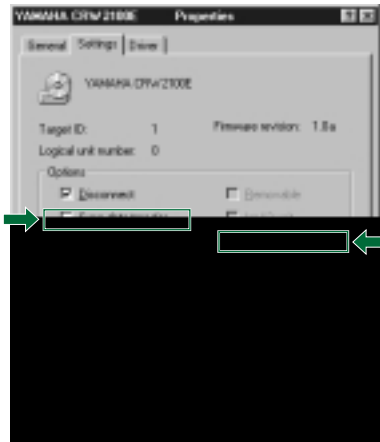 YAMAHA CRW2100E Properties
General Settings Driver
YAMAHA CRW2100E
Target ID: 1 Firmware revision: 1.0a
Logical unit number: 0
Options
Disconnect Removable